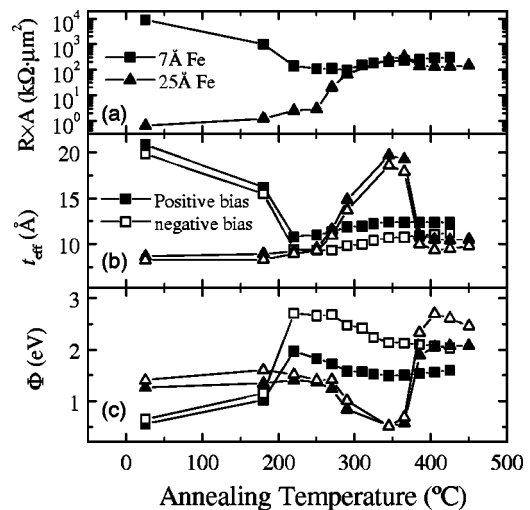 10⁴
10³
10²
10¹
10⁰
R×A (kΩ·μm²)
7Å Fe
25Å Fe
(a)
20
15
10
t_eff (Å)
Positive bias
negative bias
(b)
3
2
1
Φ (eV)
(c)
0 100 200 300 400 500
Annealing Temperature (ºC)